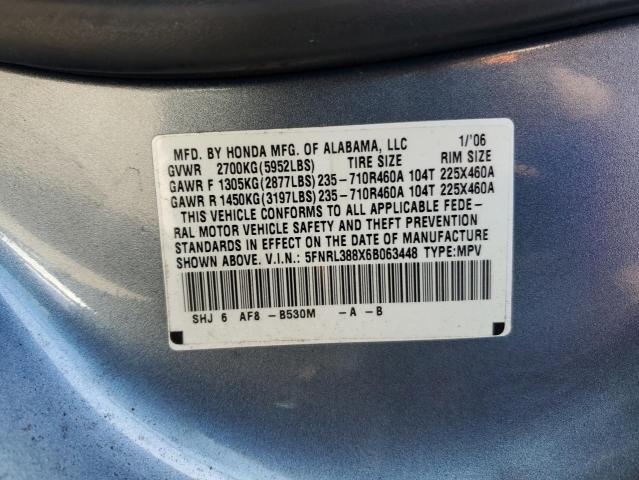 MFD. BY HONDA MFG. OF ALABAMA, LLC 1/'06
GVWR 2700KG(5952LBS) TIRE SIZE RIM SIZE
GAWR F 1305KG(2877LBS)235-710R460A 104T 225X460A
GAWR R 1450KG(3197LBS)235-710R460A 104T 225X460A
THIS VEHICLE CONFORMS TO ALL APPLICABLE FEDE-
RAL MOTOR VEHICLE SAFETY AND THEFT PREVENTION
STANDARDS IN EFFECT ON THE DATE OF MANUFACTURE
SHOWN ABOVE. V.I.N.: 5FNRL388X6B063448 TYPE:MPV
SHJ 6 AF8 -B530M -A -B